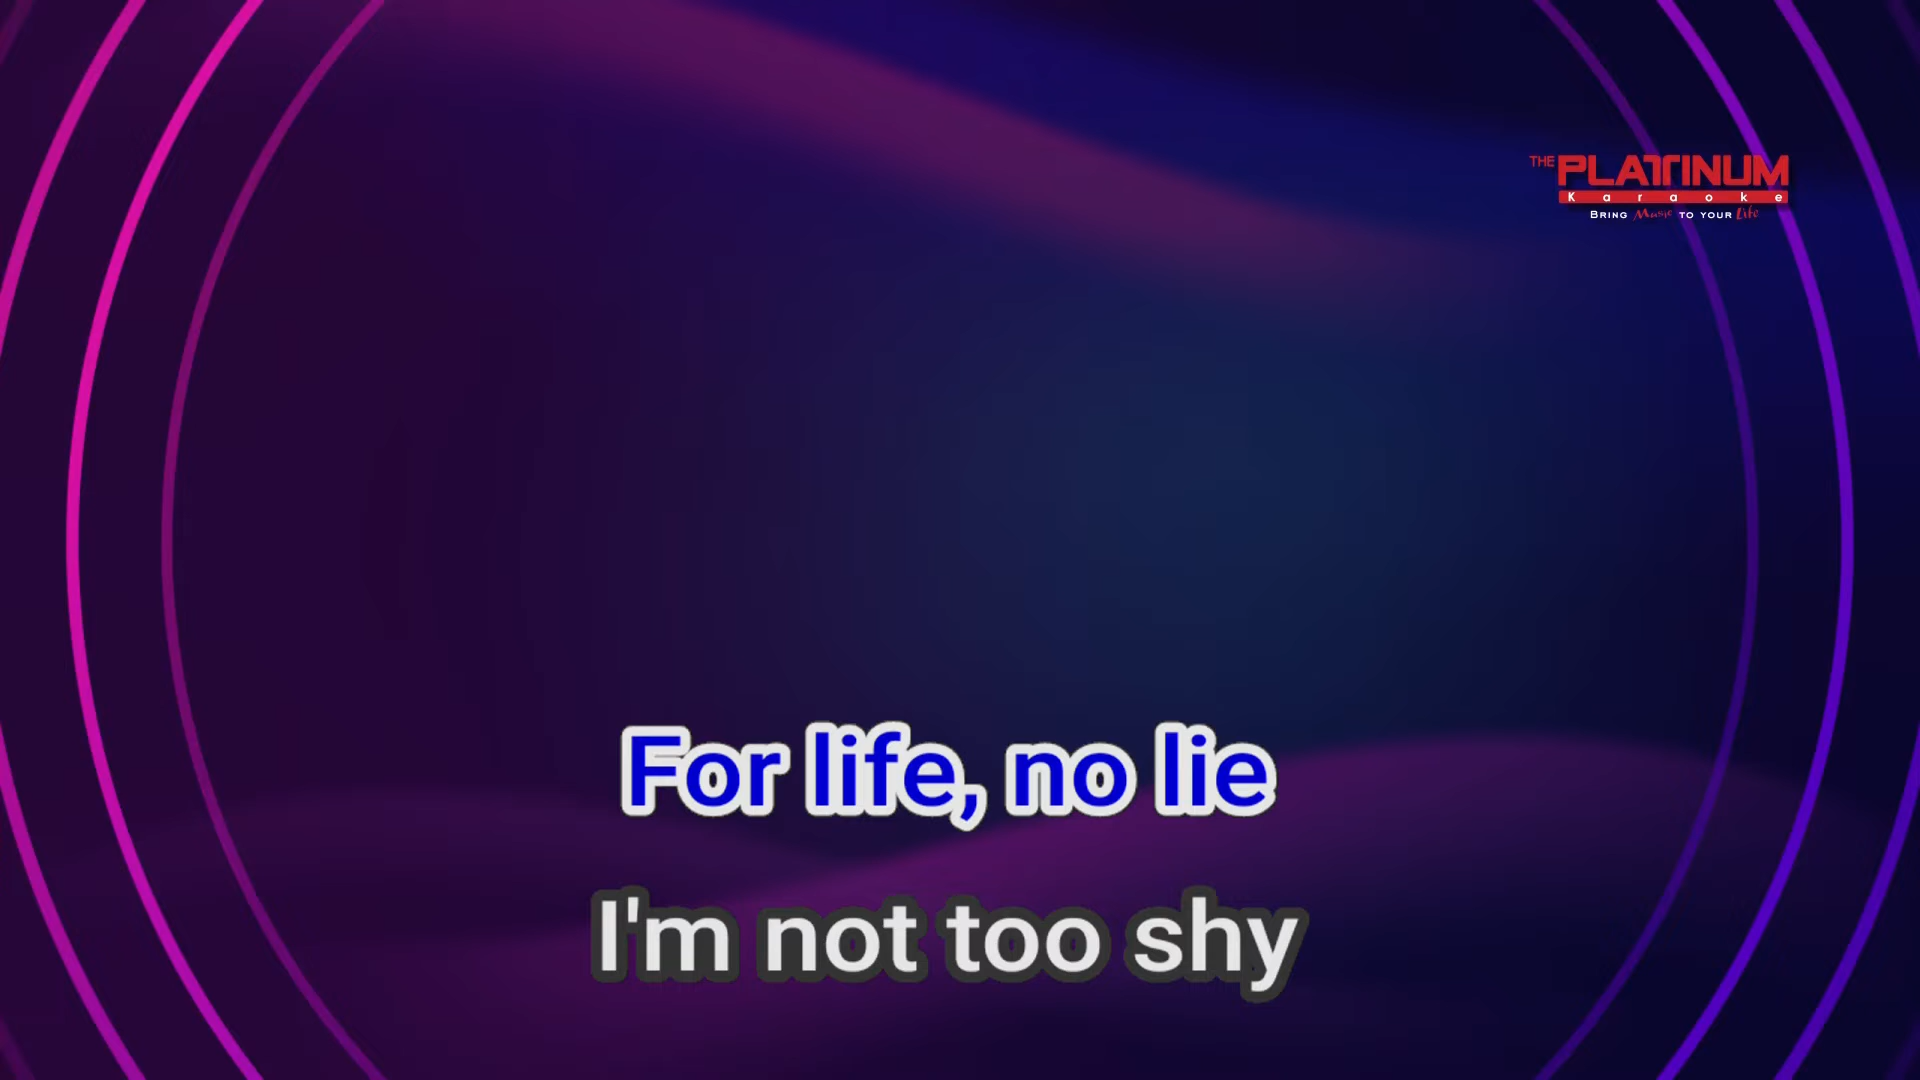 THE PLATINUM
Karaoke
BRING Music TO YOUR Life
For life, no lie
I'm not too shy